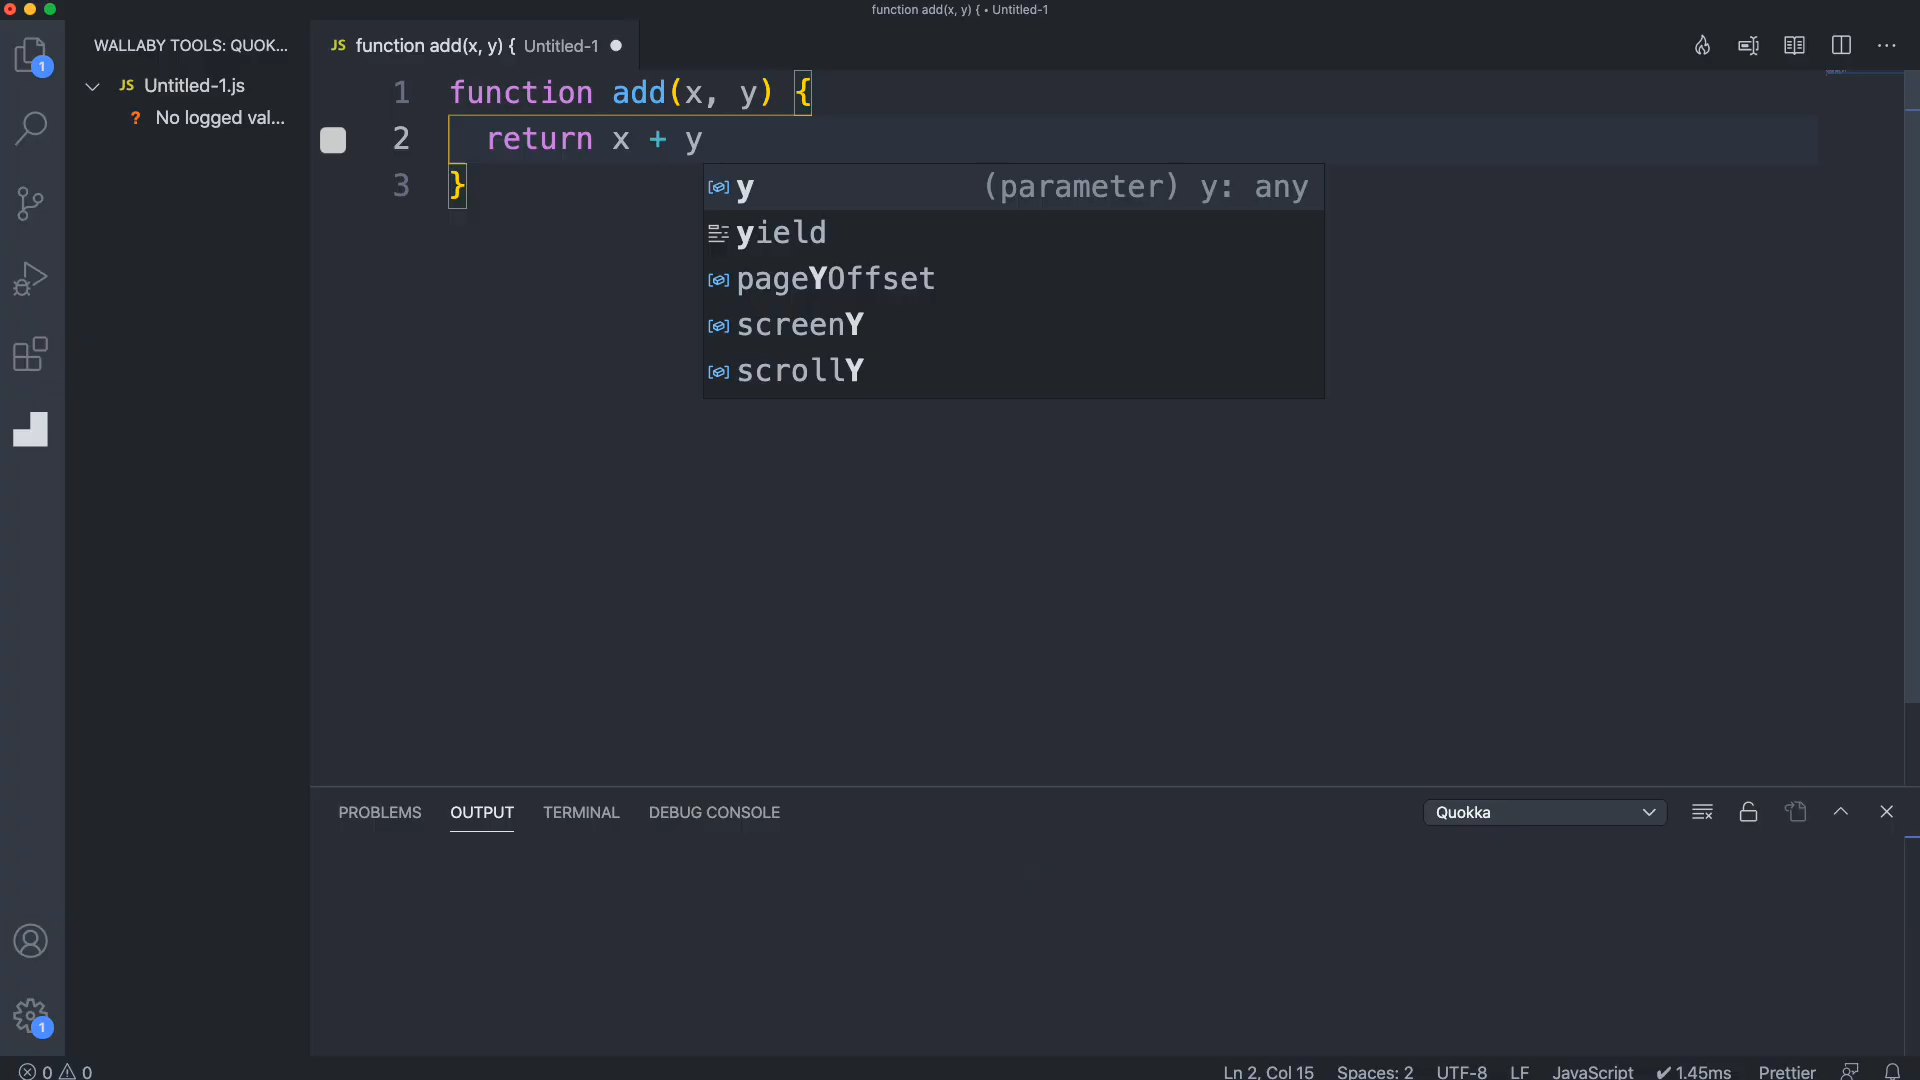 function add(x, y) { • Untitled-1
WALLABY TOOLS: QUOK...
JS function add(x, y) { Untitled-1
JS Untitled-1.js
? No logged val...
1
1 function add(x, y) {
2 return x + y
3 }
y (parameter) y: any
yield
pageYOffset
screenY
scrollY
PROBLEMS OUTPUT TERMINAL DEBUG CONSOLE
Quokka
1
0 0
Ln 2, Col 15 Spaces: 2 UTF-8 LF JavaScript ✔ 1.45ms Prettier